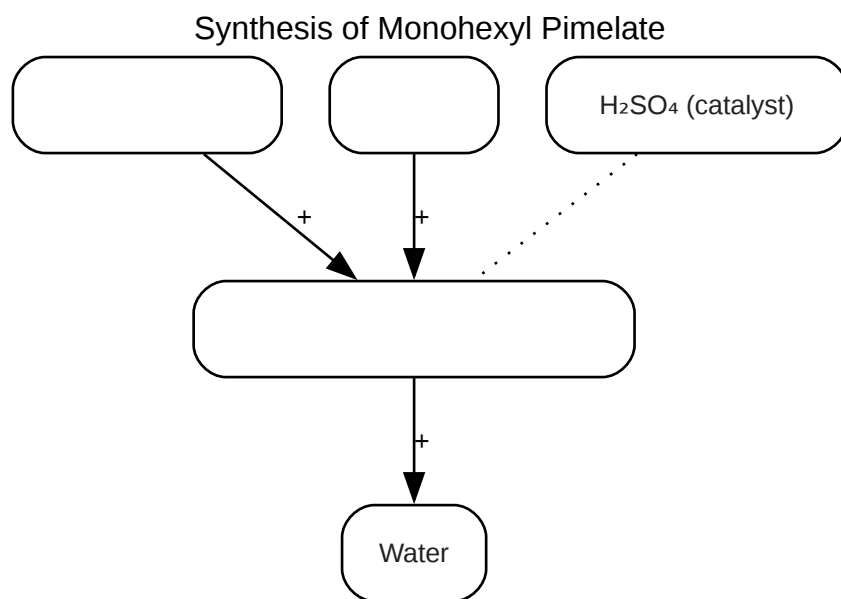 Synthesis of Monohexyl Pimelate
H₂SO₄ (catalyst)
+
+
+
Water